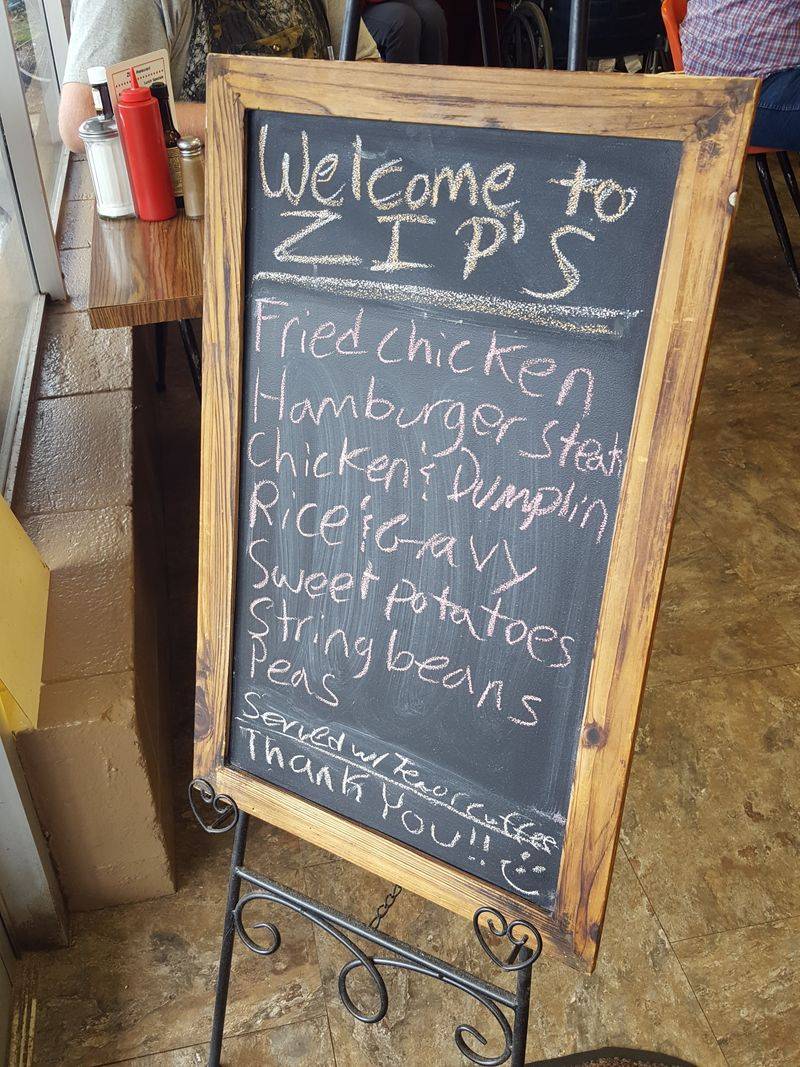 Welcome to
ZIP'S
Fried chicken
Hamburger Steak
Chicken & Dumplin
Rice & Gravy
Sweet potatoes
String beans
Peas
Served w/ Tea or Coffee
Thank You!! :)